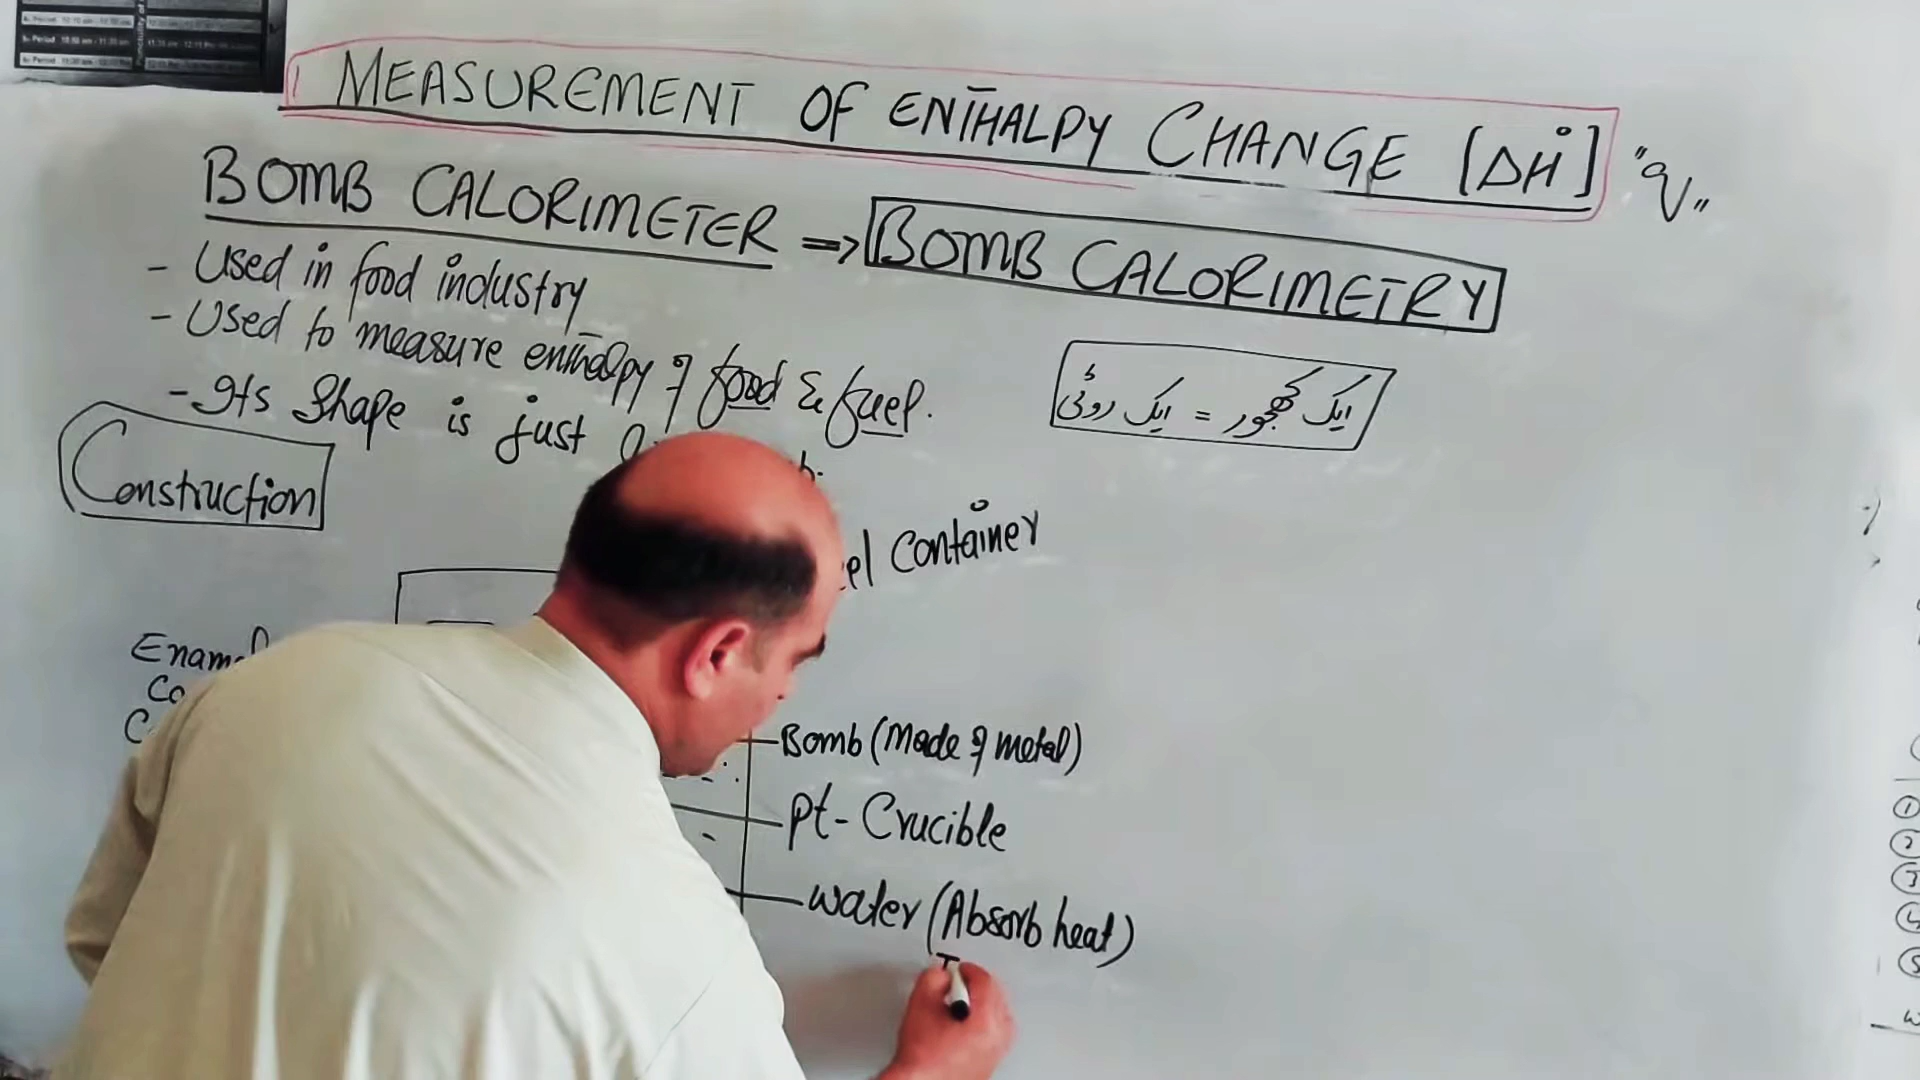 MEASUREMENT OF ENTHALPY CHANGE [ΔH°] "q"
BOMB CALORIMETER ⇒ BOMB CALORIMETRY
- Used in food industry
- Used to measure enthalpy of food & fuel.
- Its Shape is just
ایک کھجور = ایک روٹی
Construction
Container
Bomb (Made of metal)
Pt- Crucible
water (Absorb heat)